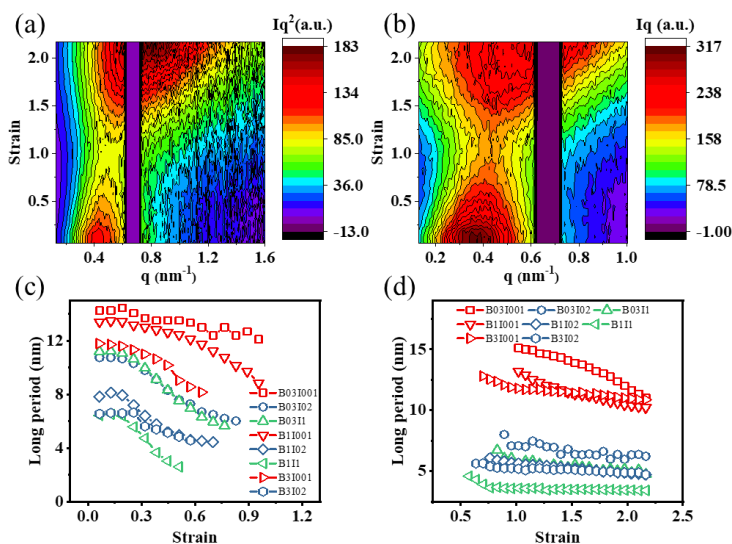 (a)
Iq²(a.u.)
183
134
85.0
36.0
-13.0
2.0
1.5
1.0
0.5
Strain
0.4
0.8
1.2
1.6
q (nm⁻¹)
(b)
Iq (a.u.)
317
238
158
78.5
-1.00
2.0
1.5
1.0
0.5
Strain
0.2
0.4
0.6
0.8
1.0
q (nm⁻¹)
(c)
12
8
4
0
Long period (nm)
B03I001
B03I02
B03I1
B1I001
B1I02
B1I1
B3I001
B3I02
0.0
0.3
0.6
0.9
1.2
Strain
(d)
B03I001 B03I02 B03I1
B1I001 B1I02 B1I1
B3I001 B3I02
15
10
5
Long period (nm)
0.5
1.0
1.5
2.0
2.5
Strain